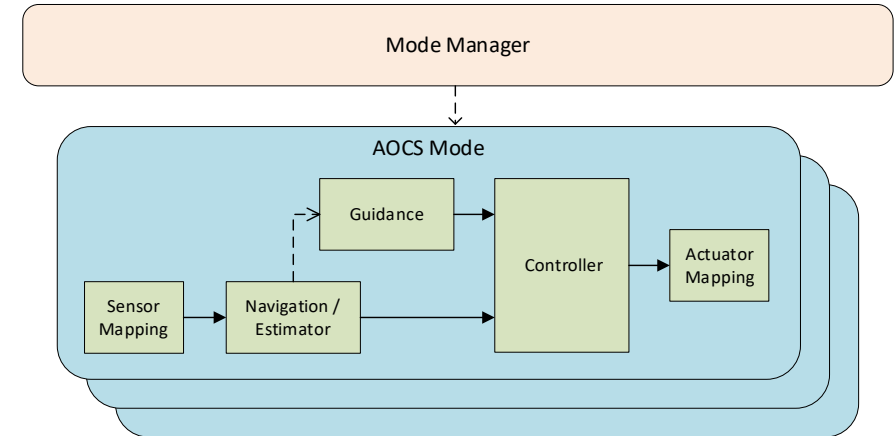 Mode Manager
AOCS Mode
Guidance
Controller
Actuator
Mapping
Sensor
Mapping
Navigation /
Estimator